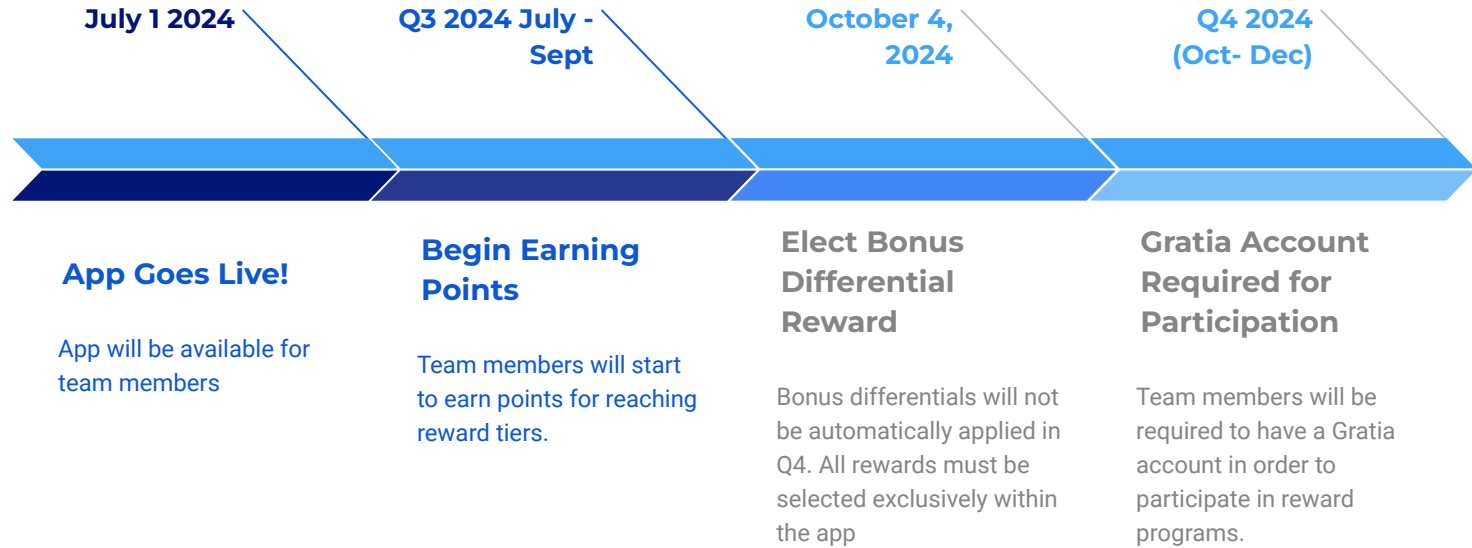 July 1 2024
Q3 2024 July -
Sept
October 4,
2024
Q4 2024
(Oct- Dec)
App Goes Live!
App will be available for
team members
Begin Earning
Points
Team members will start
to earn points for reaching
reward tiers.
Elect Bonus
Differential
Reward
Bonus differentials will not
be automatically applied in
Q4. All rewards must be
selected exclusively within
the app
Gratia Account
Required for
Participation
Team members will be
required to have a Gratia
account in order to
participate in reward
programs.